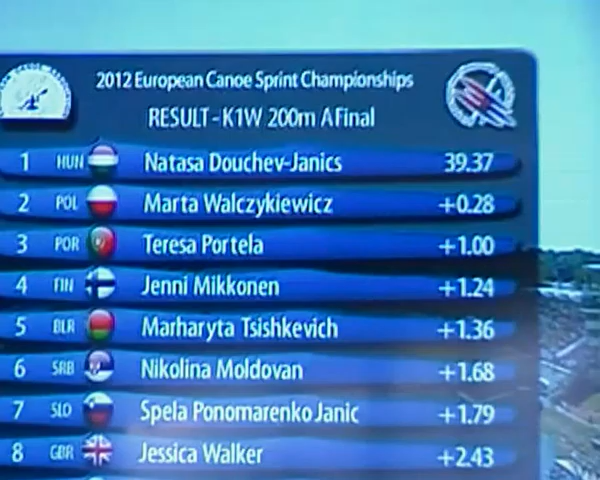 2012 European Canoe Sprint Championships
RESULT - K1W 200m A Final
1 HUN Natasa Douchev-Janics 39.37
2 POL Marta Walczykiewicz +0.28
3 POR Teresa Portela +1.00
4 FIN Jenni Mikkonen +1.24
5 BLR Marharyta Tsishkevich +1.36
6 SRB Nikolina Moldovan +1.68
7 SLO Spela Ponomarenko Janic +1.79
8 GBR Jessica Walker +2.43